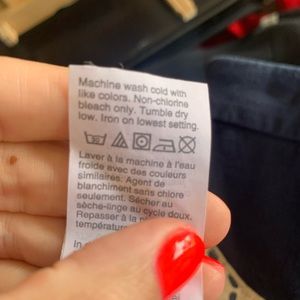 Machine wash cold with
like colors. Non-chlorine
bleach only. Tumble dry
low. Iron on lowest setting.
Laver à la machine à l'eau
froide avec des couleurs
similaires. Agent de
blanchiment sans chlore
seulement. Sécher au
sèche-linge au cycle doux.
Repasser à la
température